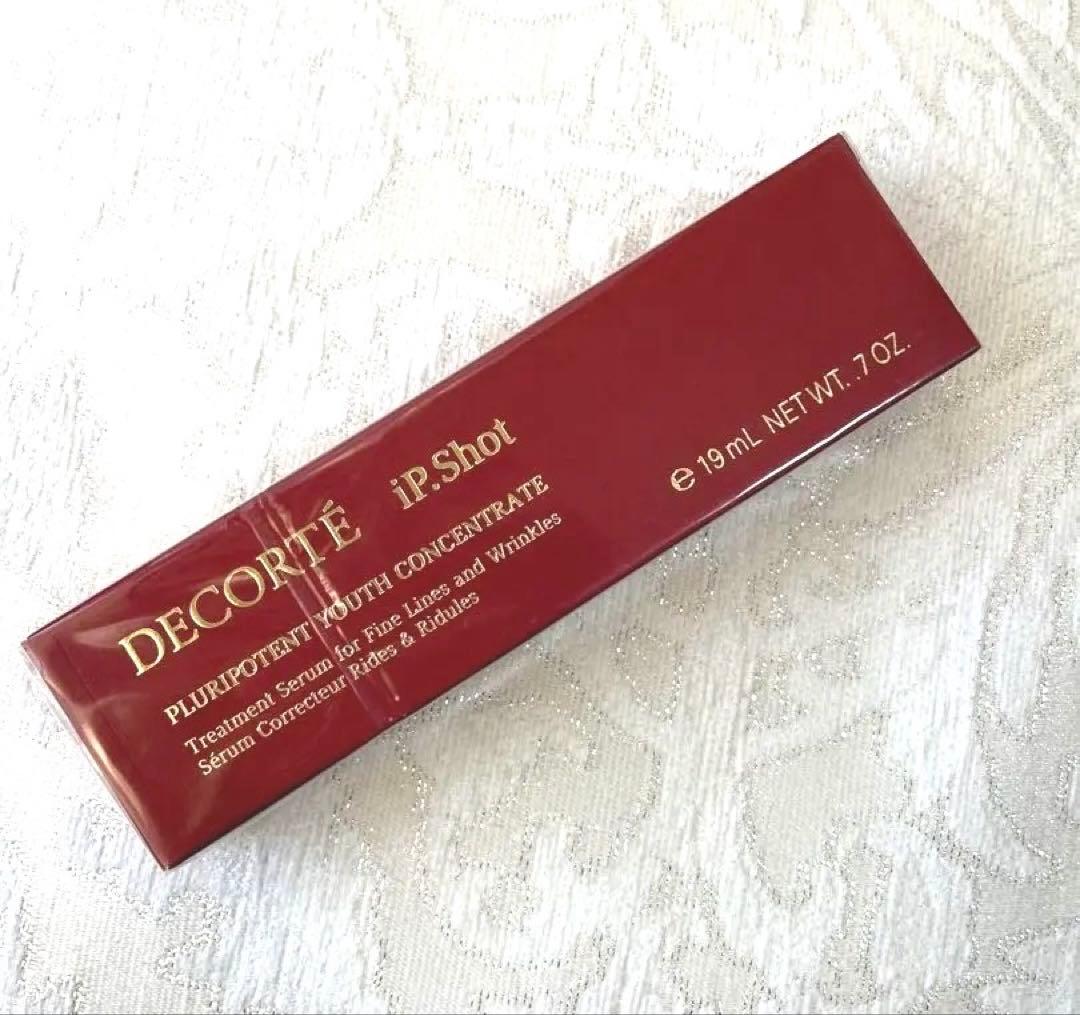 DECORTÉ iP.Shot
PLURIPOTENT YOUTH CONCENTRATE
Treatment Serum for Fine Lines and Wrinkles
Sérum Correcteur Rides & Ridules
℮ 19 mL NET WT. .7 OZ.